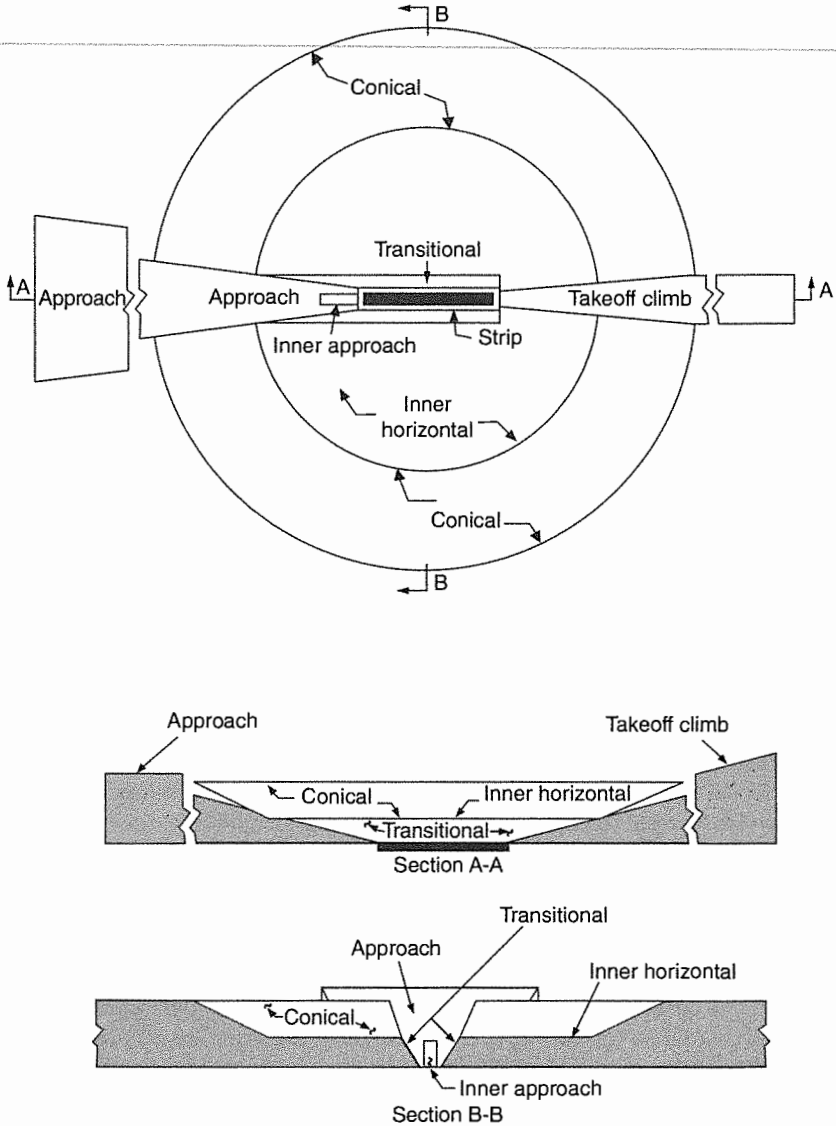 B
Conical
Transitional
A
Approach
Approach
Takeoff climb
A
Inner approach
Strip
Inner
horizontal
Conical
B
Approach
Takeoff climb
Conical
Inner horizontal
Transitional
Section A-A
Transitional
Approach
Inner horizontal
Conical
Inner approach
Section B-B